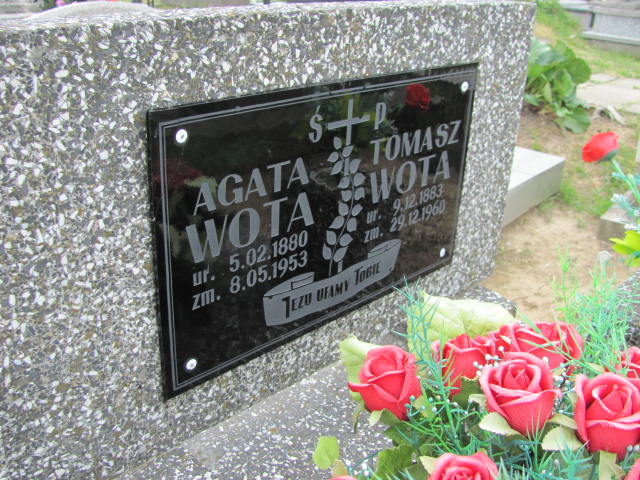 Ś P
AGATA
WOTA
ur. 5.02.1880
zm. 8.05.1953
TOMASZ
WOTA
ur. 9.12.1883
zm. 29.12.1960
JEZU UFAMY TOBIE